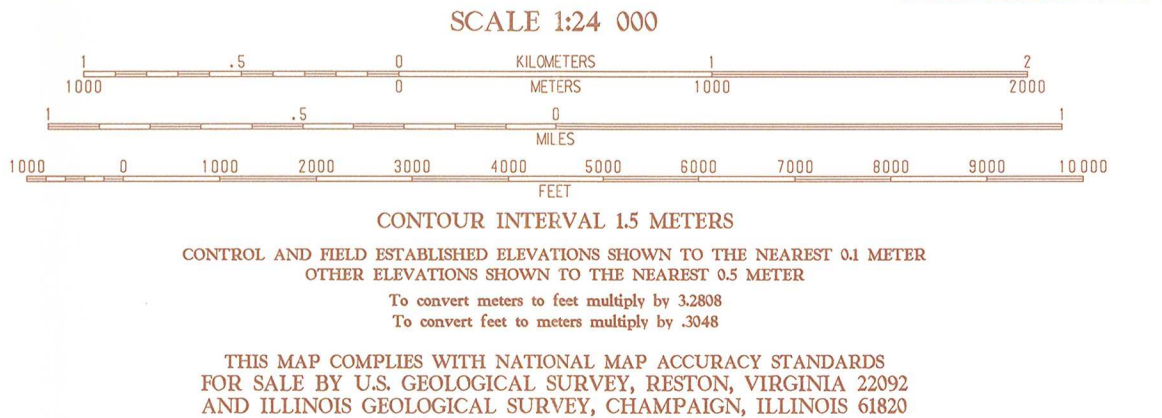 SCALE 1:24 000
1 .5 0 KILOMETERS 1 2
1000 0 METERS 1000 2000
1 .5 0 1
MILES
1000 0 1000 2000 3000 4000 5000 6000 7000 8000 9000 10 000
FEET
CONTOUR INTERVAL 1.5 METERS
CONTROL AND FIELD ESTABLISHED ELEVATIONS SHOWN TO THE NEAREST 0.1 METER
OTHER ELEVATIONS SHOWN TO THE NEAREST 0.5 METER
To convert meters to feet multiply by 3.2808
To convert feet to meters multiply by .3048
THIS MAP COMPLIES WITH NATIONAL MAP ACCURACY STANDARDS
FOR SALE BY U.S. GEOLOGICAL SURVEY, RESTON, VIRGINIA 22092
AND ILLINOIS GEOLOGICAL SURVEY, CHAMPAIGN, ILLINOIS 61820